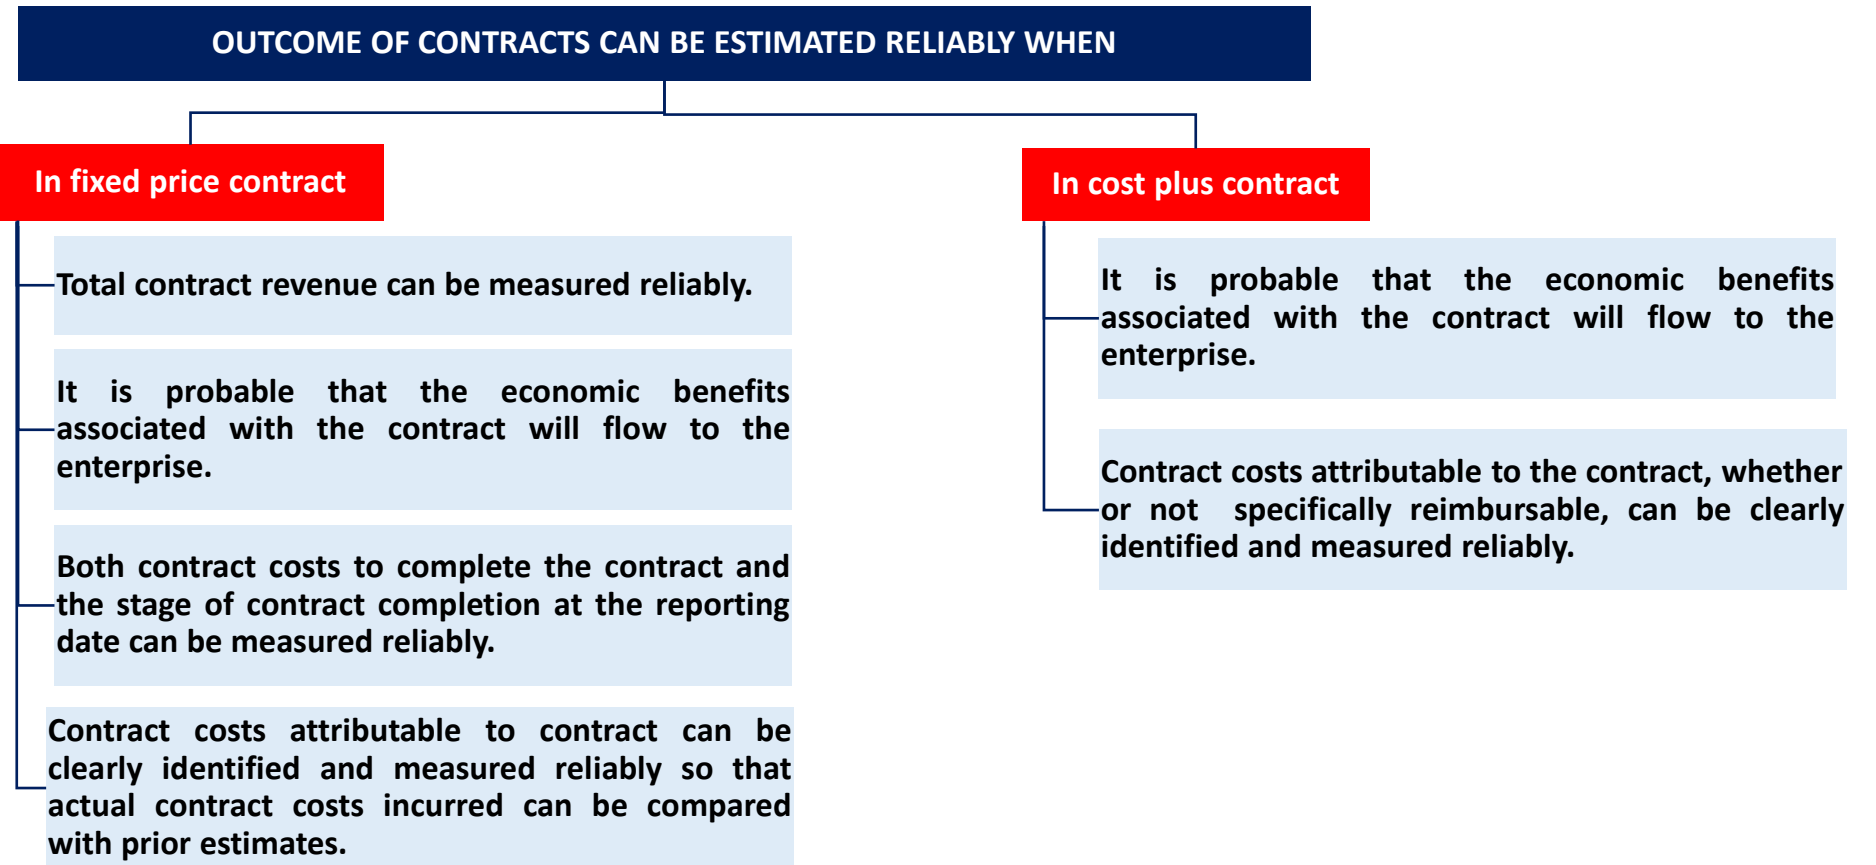 OUTCOME OF CONTRACTS CAN BE ESTIMATED RELIABLY WHEN
In fixed price contract
Total contract revenue can be measured reliably.
It is probable that the economic benefits
associated with the contract will flow to the
enterprise.
Both contract costs to complete the contract and
the stage of contract completion at the reporting
date can be measured reliably.
Contract costs attributable to contract can be
clearly identified and measured reliably so that
actual contract costs incurred can be compared
with prior estimates.
In cost plus contract
It is probable that the economic benefits
associated with the contract will flow to the
enterprise.
Contract costs attributable to the contract, whether
or not specifically reimbursable, can be clearly
identified and measured reliably.